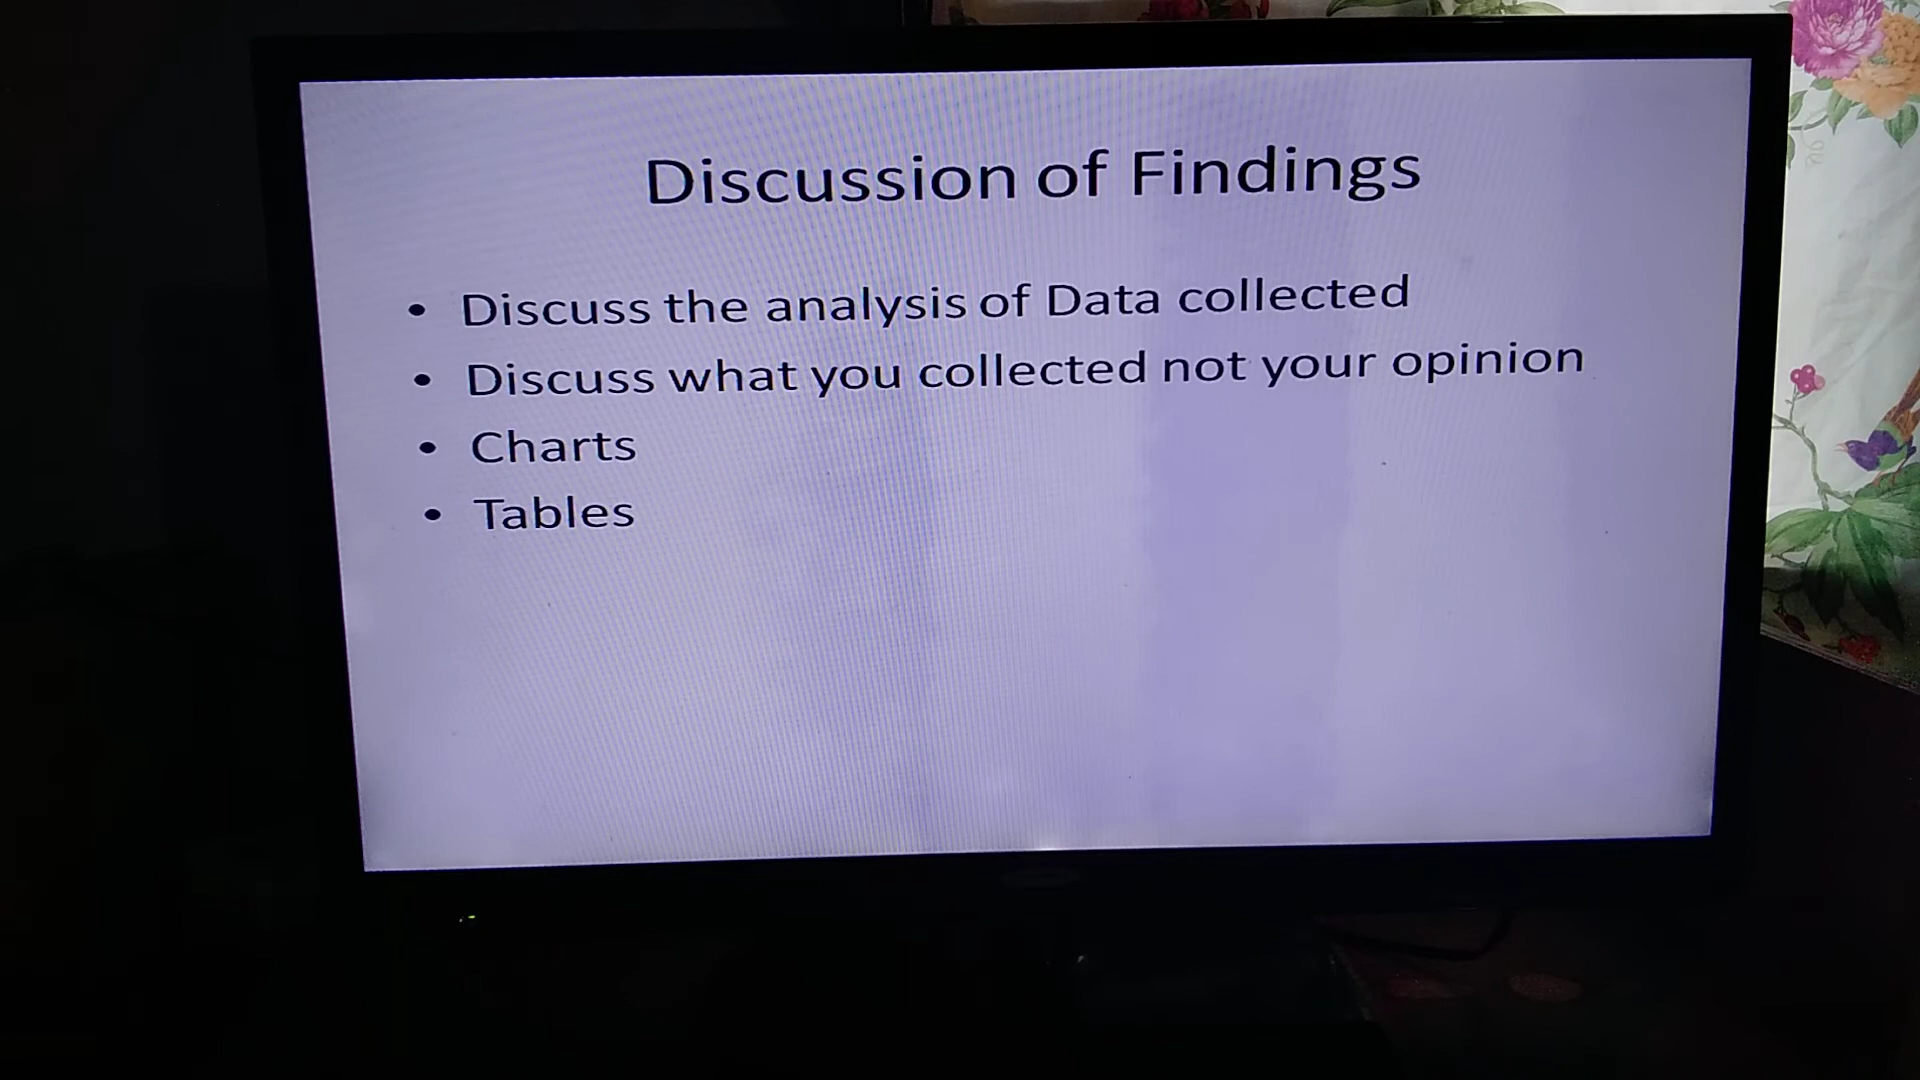 Discussion of Findings
• Discuss the analysis of Data collected
• Discuss what you collected not your opinion
• Charts
• Tables